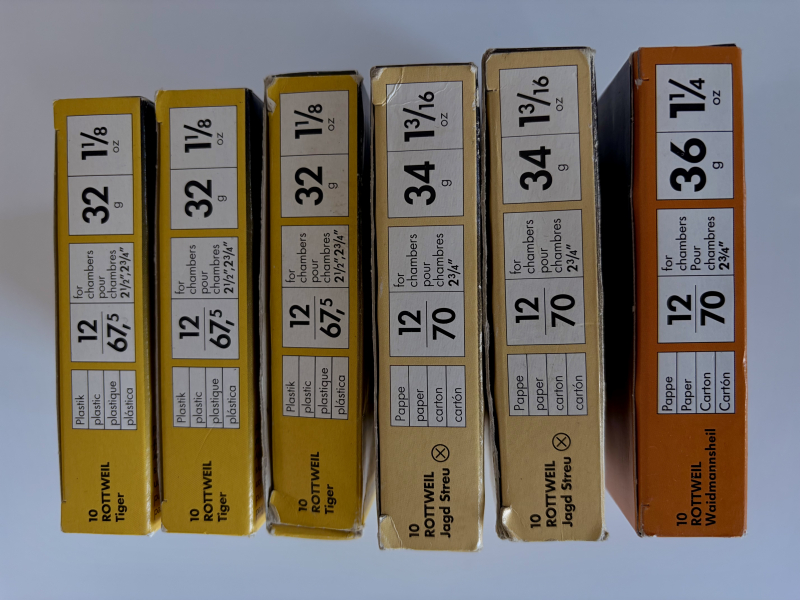 10
ROTTWEIL
Tiger
Plastik
plastic
plastique
plástica
12
67,5
for
chambers
pour
chambres
2½",2¾"
32
g
1⅛
oz
10
ROTTWEIL
Tiger
Plastik
plastic
plastique
plástica
12
67,5
for
chambers
pour
chambres
2½",2¾"
32
g
1⅛
oz
10
ROTTWEIL
Tiger
Plastik
plastic
plastique
plástica
12
67,5
for
chambers
pour
chambres
2½",2¾"
32
g
1⅛
oz
10
ROTTWEIL
Jagd Streu ⓧ
Pappe
paper
carton
cartón
12
70
for
chambers
pour
chambres
2¾"
34
g
1³/16
oz
10
ROTTWEIL
Jagd Streu ⓧ
Pappe
paper
carton
cartón
12
70
for
chambers
pour
chambres
2¾"
34
g
1³/16
oz
10
ROTTWEIL
Waidmannsheil
Pappe
Paper
Carton
Cartón
12
70
for
chambers
Pour
chambres
2¾"
36
g
1¼
oz